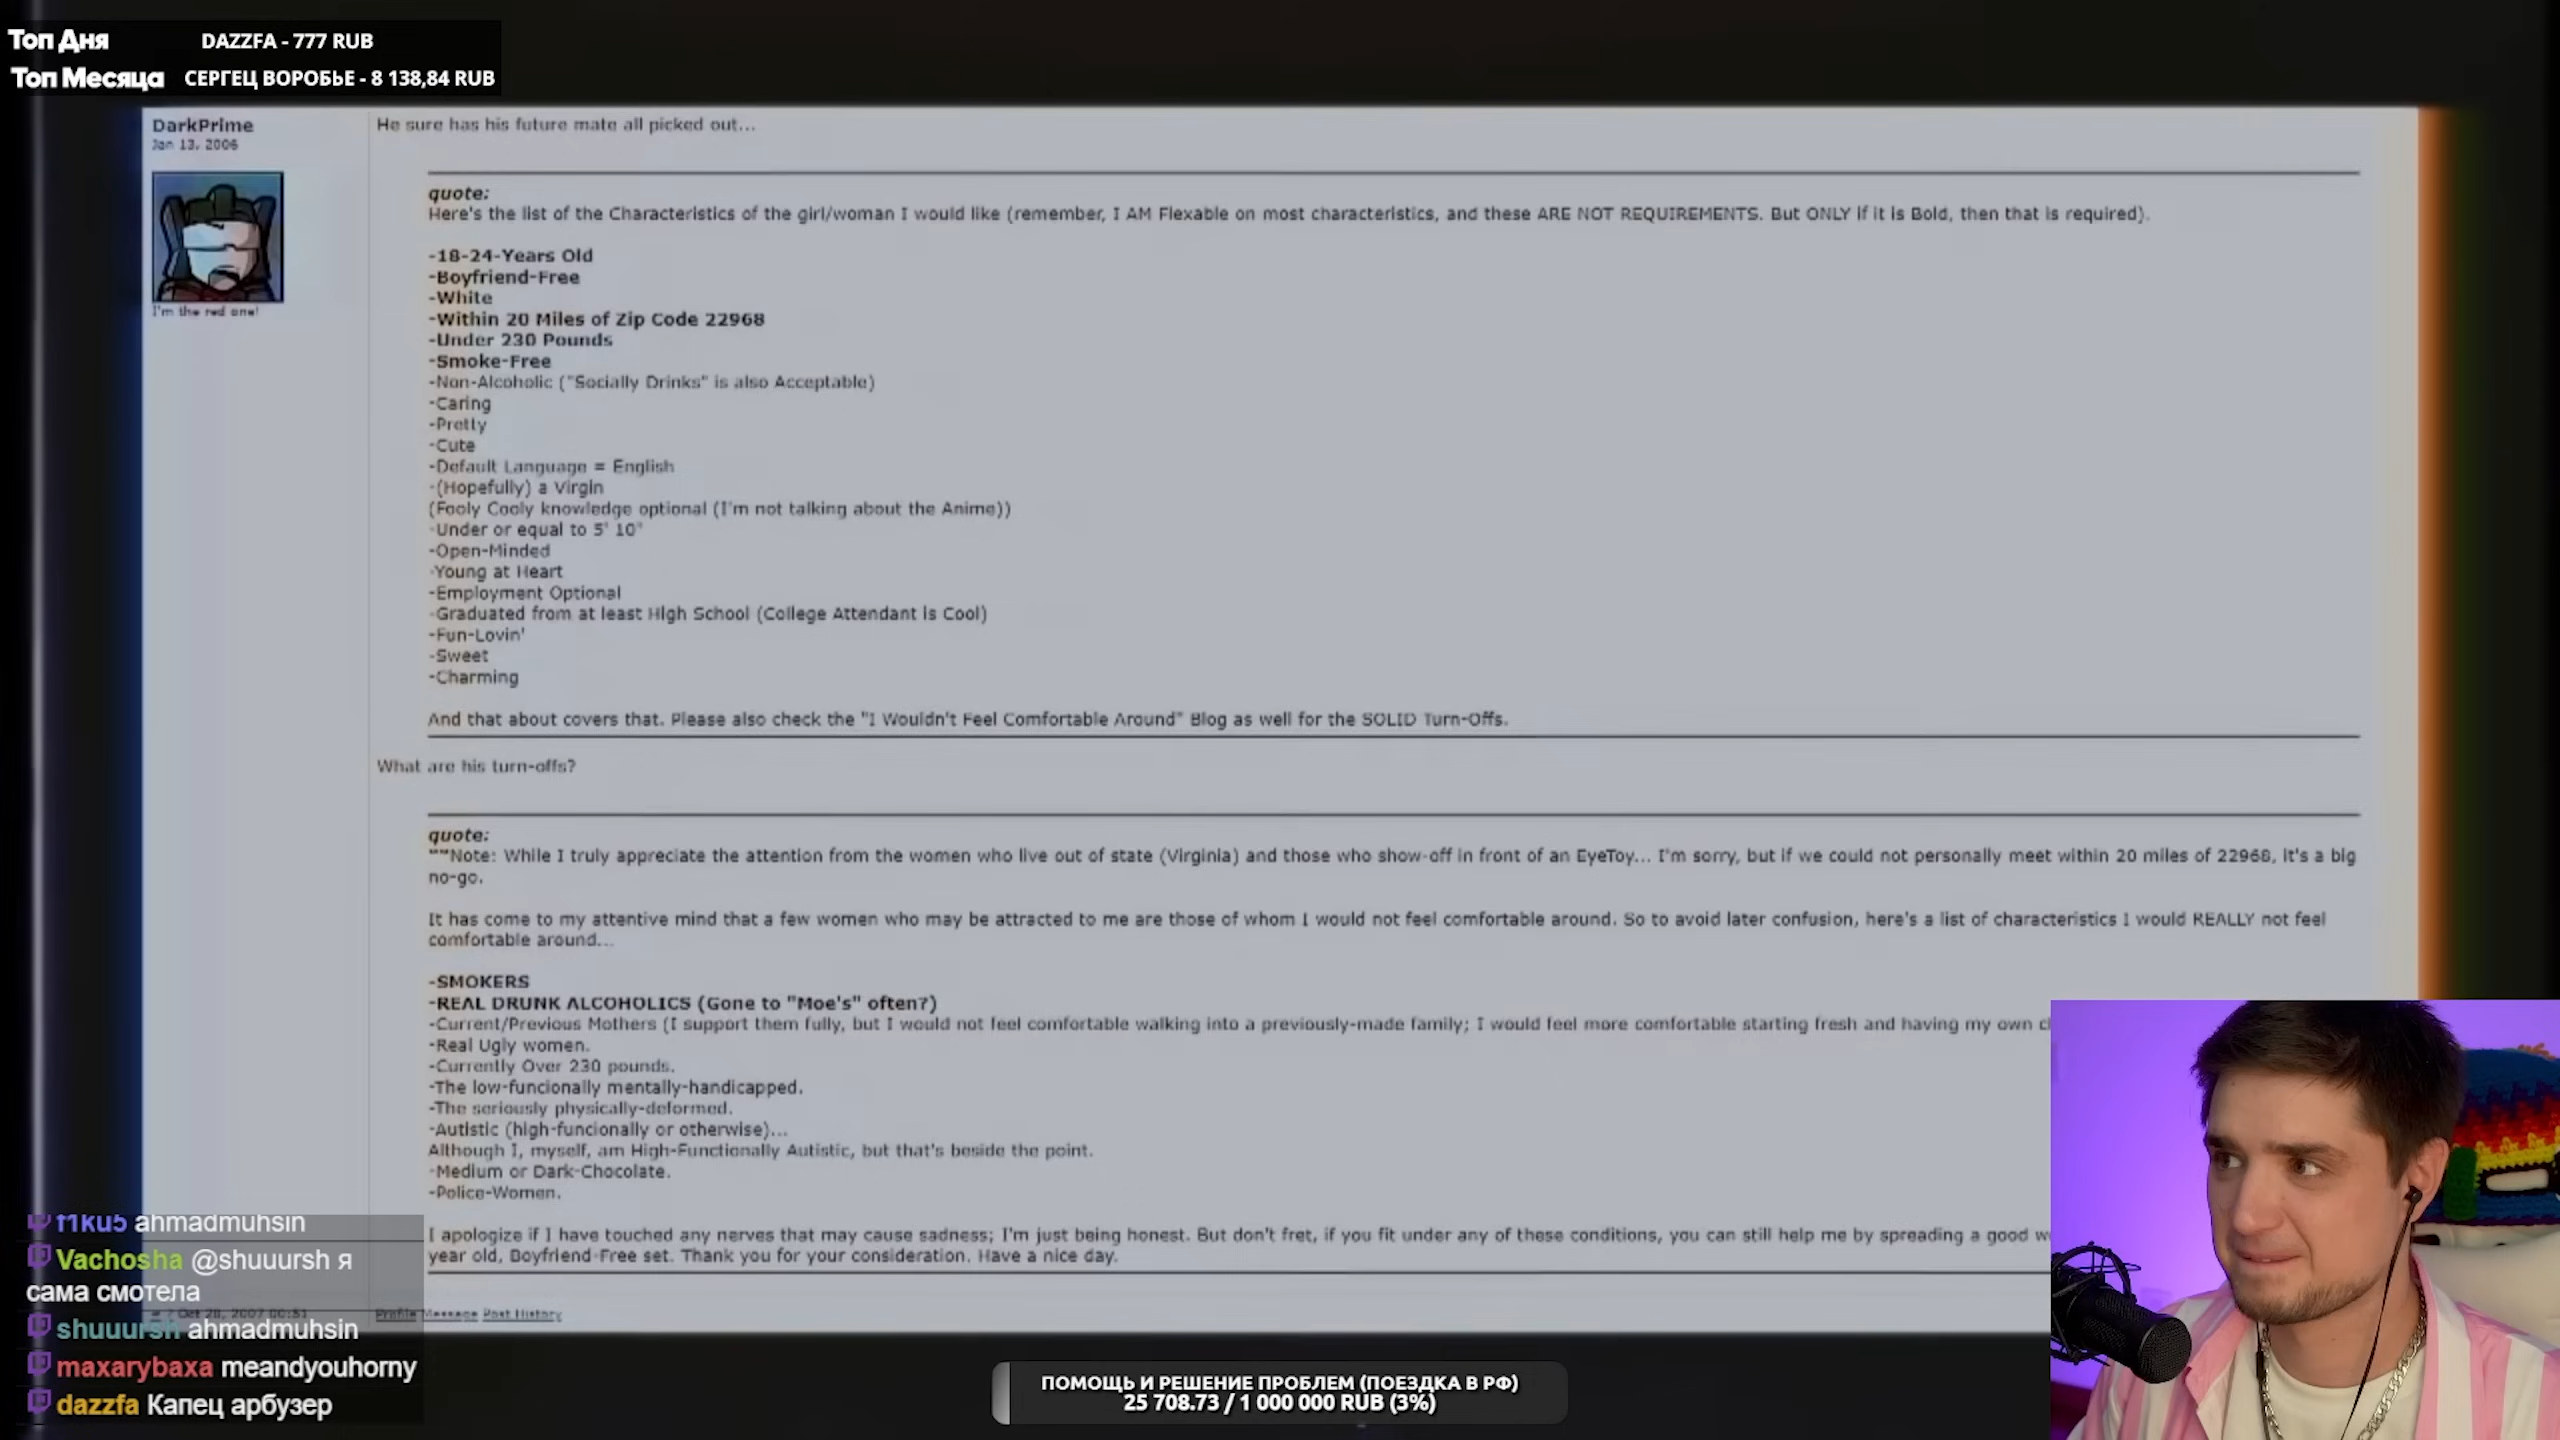 Топ Дня DAZZFA - 777 RUB
Топ Месяца СЕРГЕЦ ВОРОБЬЕ - 8 138,84 RUB
DarkPrime
Jan 13, 2006
I'm the red one!
He sure has his future mate all picked out...
quote:
Here's the list of the Characteristics of the girl/woman I would like (remember, I AM Flexable on most characteristics, and these ARE NOT REQUIREMENTS. But ONLY if it is Bold, then that is required).
-18-24-Years Old
-Boyfriend-Free
-White
-Within 20 Miles of Zip Code 22968
-Under 230 Pounds
-Smoke-Free
-Non-Alcoholic ("Socially Drinks" is also Acceptable)
-Caring
-Pretty
-Cute
-Default Language = English
-(Hopefully) a Virgin
(Fooly Cooly knowledge optional (I'm not talking about the Anime))
-Under or equal to 5' 10"
-Open-Minded
-Young at Heart
-Employment Optional
-Graduated from at least High School (College Attendant is Cool)
-Fun-Lovin'
-Sweet
-Charming
And that about covers that. Please also check the "I Wouldn't Feel Comfortable Around" Blog as well for the SOLID Turn-Offs.
What are his turn-offs?
quote:
Note: While I truly appreciate the attention from the women who live out of state (Virginia) and those who show-off in front of an EyeToy... I'm sorry, but if we could not personally meet within 20 miles of 22968, it's a big
no-go.
It has come to my attentive mind that a few women who may be attracted to me are those of whom I would not feel comfortable around. So to avoid later confusion, here's a list of characteristics I would REALLY not feel
comfortable around...
-SMOKERS
-REAL DRUNK ALCOHOLICS (Gone to "Moe's" often?)
-Current/Previous Mothers (I support them fully, but I would not feel comfortable walking into a previously-made family; I would feel more comfortable starting fresh and having my own
-Real Ugly women.
-Currently Over 230 pounds.
-The low-funcionally mentally-handicapped.
-The seriously physically-deformed.
-Autistic (high-funcionally or otherwise)...
Although I, myself, am High-Functionally Autistic, but that's beside the point.
-Medium or Dark-Chocolate.
-Police-Women.
I apologize if I have touched any nerves that may cause sadness; I'm just being honest. But don't fret, if you fit under any of these conditions, you can still help me by spreading a good
year old, Boyfriend-Free set. Thank you for your consideration. Have a nice day.
Profile Message Post History
f1ku5 ahmadmuhsin
Vachosha @shuuursh я
сама смотела
shuuursh ahmadmuhsin
maxarybaxa meandyouhorny
dazzfa Капец арбузер
ПОМОЩЬ И РЕШЕНИЕ ПРОБЛЕМ (ПОЕЗДКА В РФ)
25 708.73 / 1 000 000 RUB (3%)